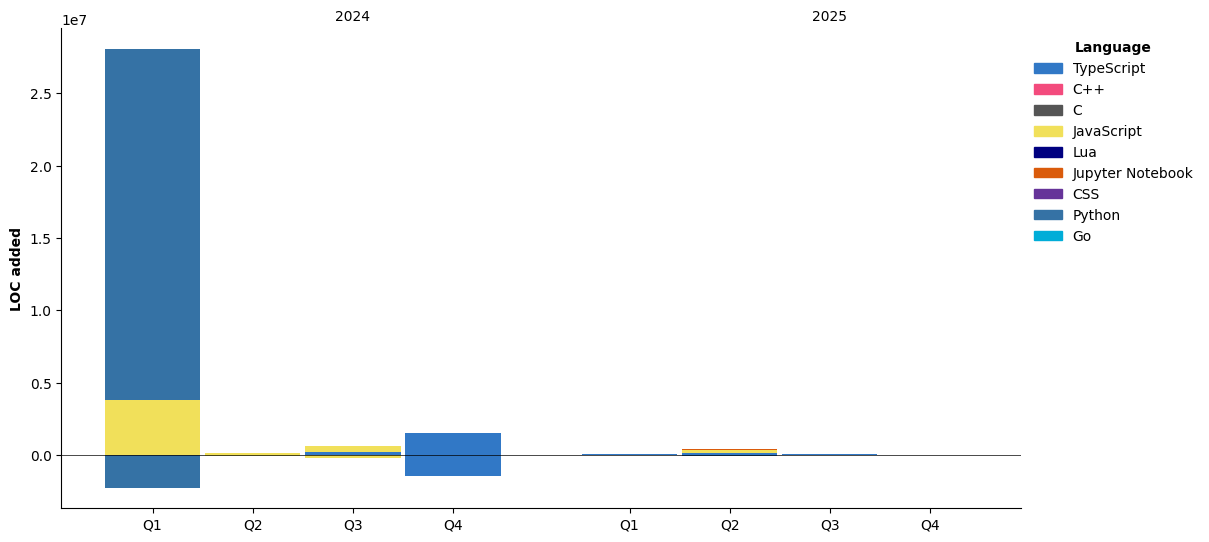 2024 2025
1e7
2.5
2.0
1.5
1.0
0.5
0.0
LOC added
Q1 Q2 Q3 Q4 Q1 Q2 Q3 Q4
Language
TypeScript
C++
C
JavaScript
Lua
Jupyter Notebook
CSS
Python
Go